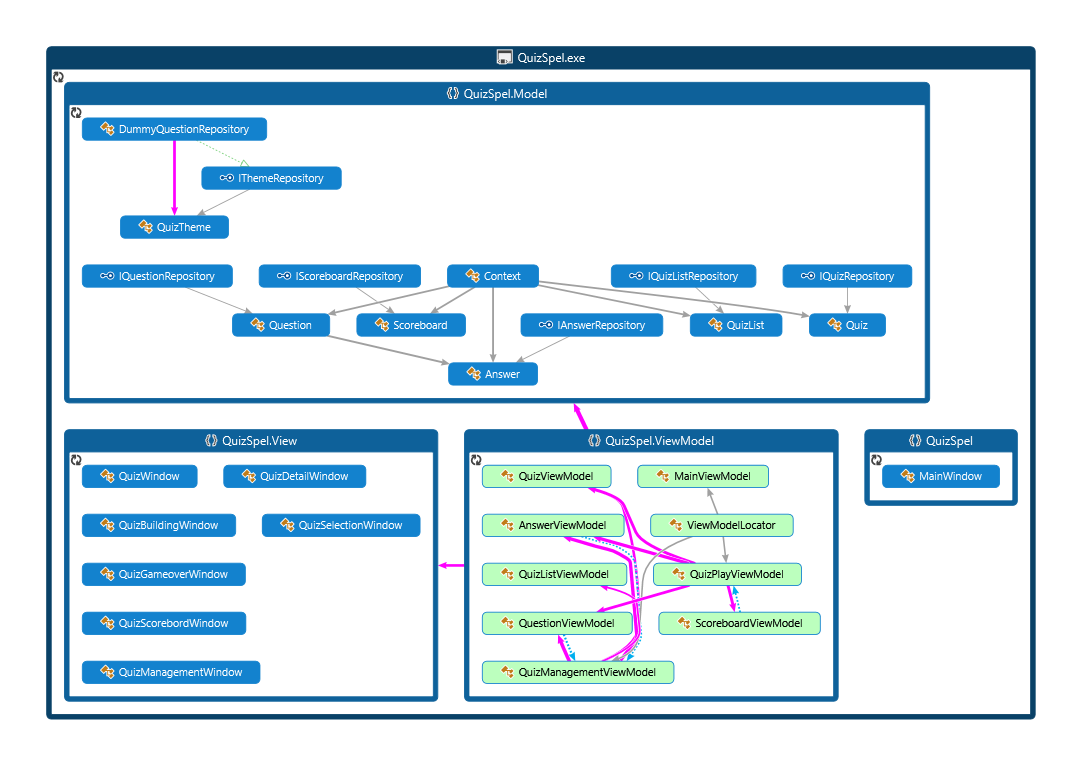 QuizSpel.exe
QuizSpel.Model
DummyQuestionRepository
IThemeRepository
QuizTheme
IQuestionRepository
IScoreboardRepository
Context
IQuizListRepository
IQuizRepository
Question
Scoreboard
IAnswerRepository
QuizList
Quiz
Answer
QuizSpel.View
QuizWindow
QuizDetailWindow
QuizBuildingWindow
QuizSelectionWindow
QuizGameoverWindow
QuizScorebordWindow
QuizManagementWindow
QuizSpel.ViewModel
QuizViewModel
MainViewModel
AnswerViewModel
ViewModelLocator
QuizListViewModel
QuizPlayViewModel
QuestionViewModel
ScoreboardViewModel
QuizManagementViewModel
QuizSpel
MainWindow